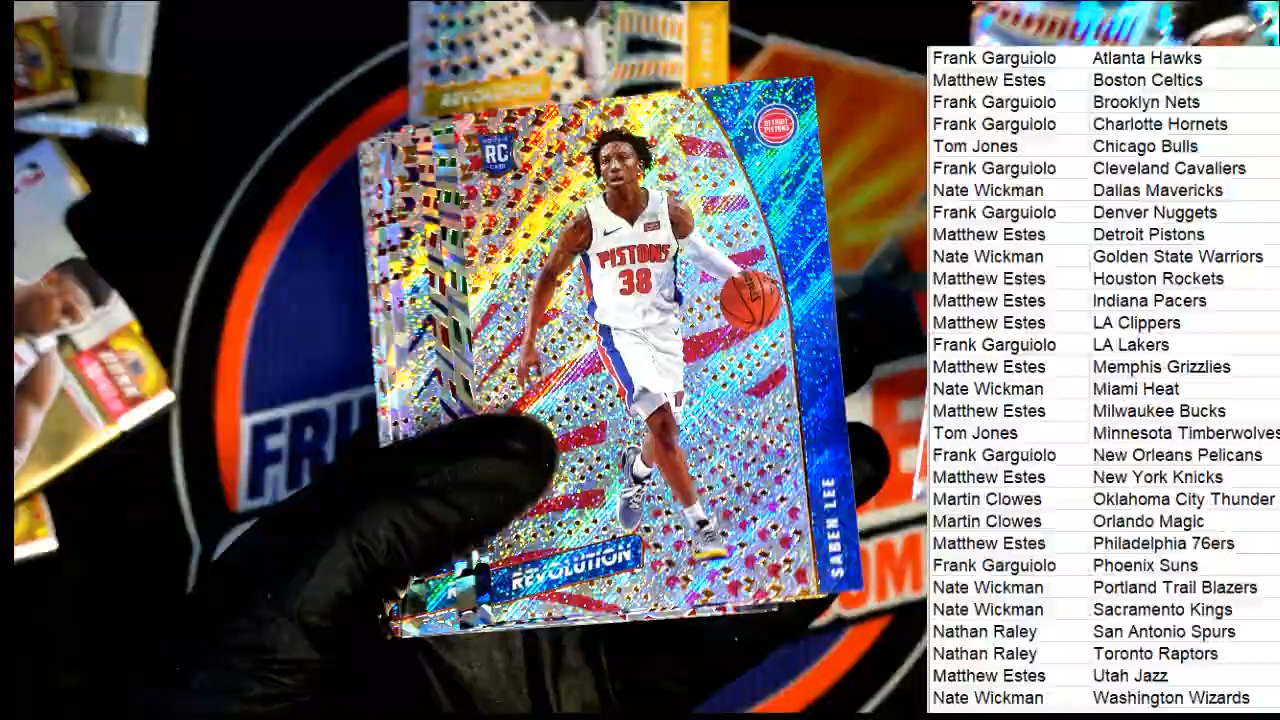 REVOLUTION
RC
DETROIT PISTONS
PISTONS
38
SABEN LEE
REVOLUTION
FRI
OM
Frank Garguiolo Atlanta Hawks
Matthew Estes Boston Celtics
Frank Garguiolo Brooklyn Nets
Frank Garguiolo Charlotte Hornets
Tom Jones Chicago Bulls
Frank Garguiolo Cleveland Cavaliers
Nate Wickman Dallas Mavericks
Frank Garguiolo Denver Nuggets
Matthew Estes Detroit Pistons
Nate Wickman Golden State Warriors
Matthew Estes Houston Rockets
Matthew Estes Indiana Pacers
Matthew Estes LA Clippers
Frank Garguiolo LA Lakers
Matthew Estes Memphis Grizzlies
Nate Wickman Miami Heat
Matthew Estes Milwaukee Bucks
Tom Jones Minnesota Timberwolves
Frank Garguiolo New Orleans Pelicans
Matthew Estes New York Knicks
Martin Clowes Oklahoma City Thunder
Martin Clowes Orlando Magic
Matthew Estes Philadelphia 76ers
Frank Garguiolo Phoenix Suns
Nate Wickman Portland Trail Blazers
Nate Wickman Sacramento Kings
Nathan Raley San Antonio Spurs
Nathan Raley Toronto Raptors
Matthew Estes Utah Jazz
Nate Wickman Washington Wizards